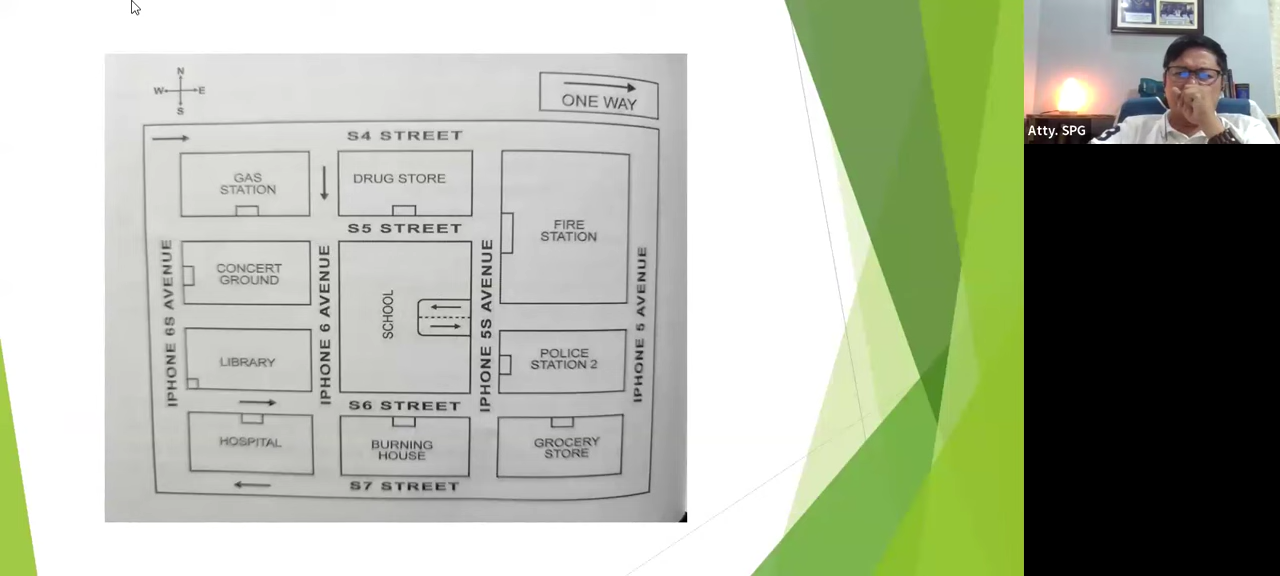 N
W E
S
ONE WAY
S4 STREET
GAS
STATION
DRUG STORE
S5 STREET
FIRE
STATION
CONCERT
GROUND
IPHONE 6S AVENUE
IPHONE 6 AVENUE
SCHOOL
IPHONE 5S AVENUE
IPHONE 5 AVENUE
LIBRARY
POLICE
STATION 2
S6 STREET
HOSPITAL
BURNING
HOUSE
GROCERY
STORE
S7 STREET
Atty. SPG